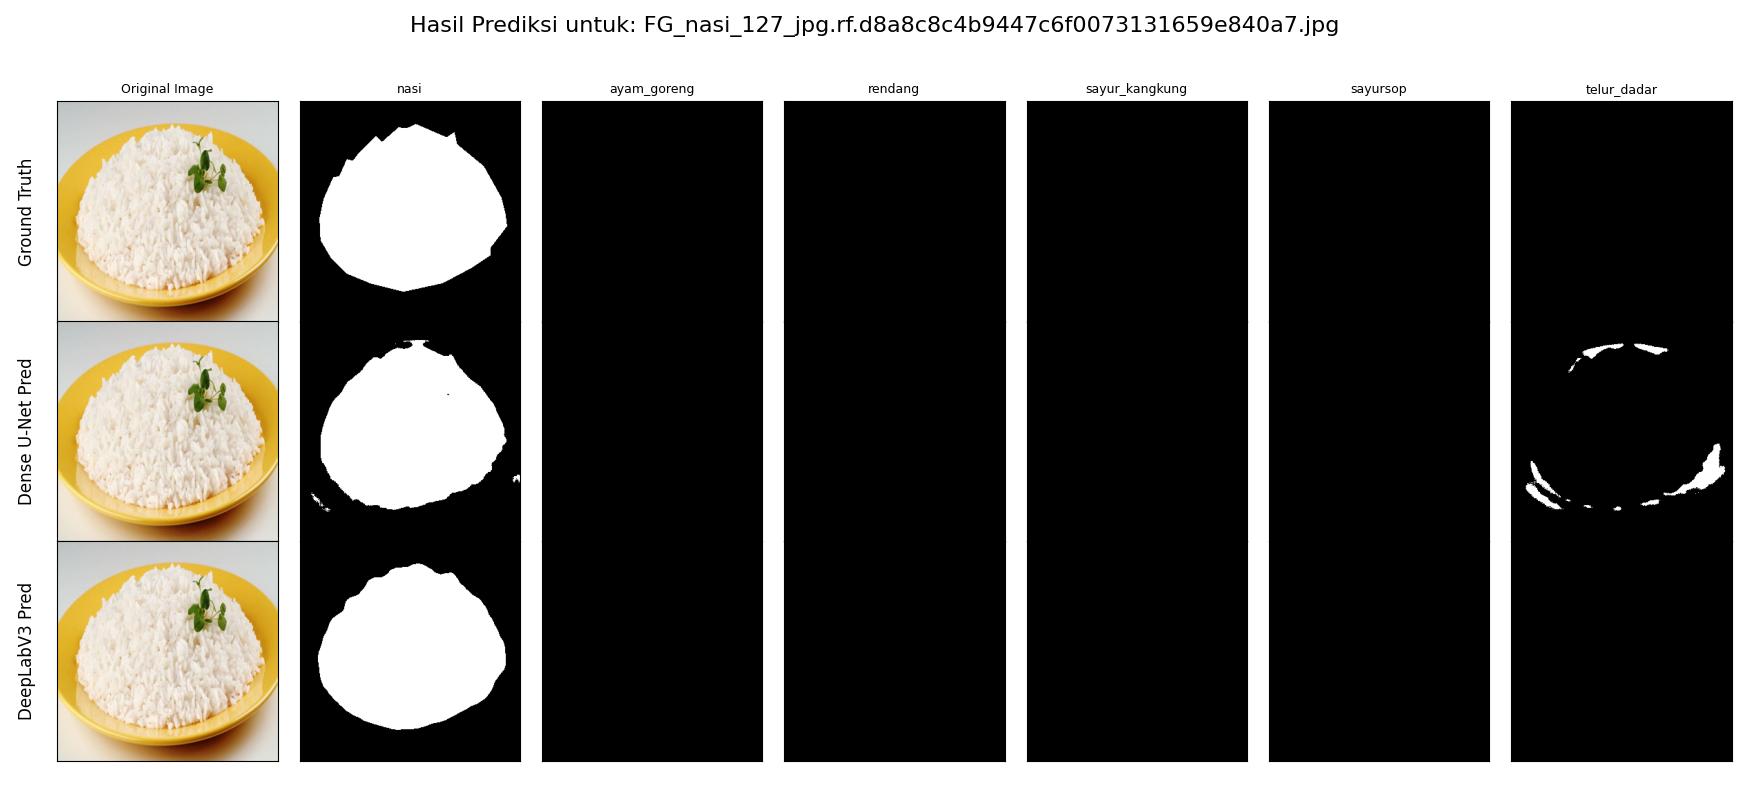 Hasil Prediksi untuk: FG_nasi_127_jpg.rf.d8a8c8c4b9447c6f0073131659e840a7.jpg
Original Image
nasi
ayam_goreng
rendang
sayur_kangkung
sayursop
telur_dadar
Ground Truth
Dense U-Net Pred
DeepLabV3 Pred